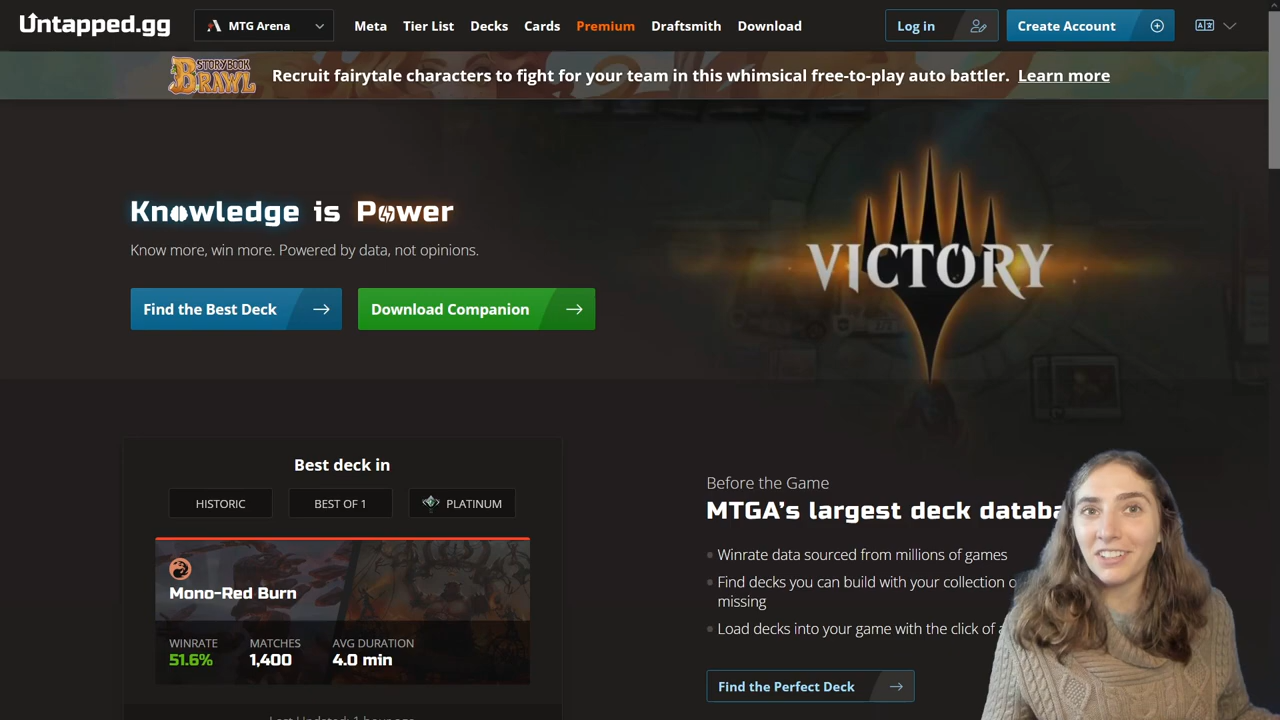 Untapped.gg
MTG Arena
Meta
Tier List
Decks
Cards
Premium
Draftsmith
Download
Log in
Create Account
STORYBOOK
BRAWL
Recruit fairytale characters to fight for your team in this whimsical free-to-play auto battler. Learn more
Knowledge is Power
Know more, win more. Powered by data, not opinions.
Find the Best Deck
Download Companion
VICTORY
Best deck in
HISTORIC
BEST OF 1
PLATINUM
Mono-Red Burn
WINRATE
MATCHES
AVG DURATION
51.6%
1,400
4.0 min
Last Updated: 1 hour ago
Before the Game
MTGA's largest deck databa
Winrate data sourced from millions of games
Find decks you can build with your collection
missing
Load decks into your game with the click of
Find the Perfect Deck